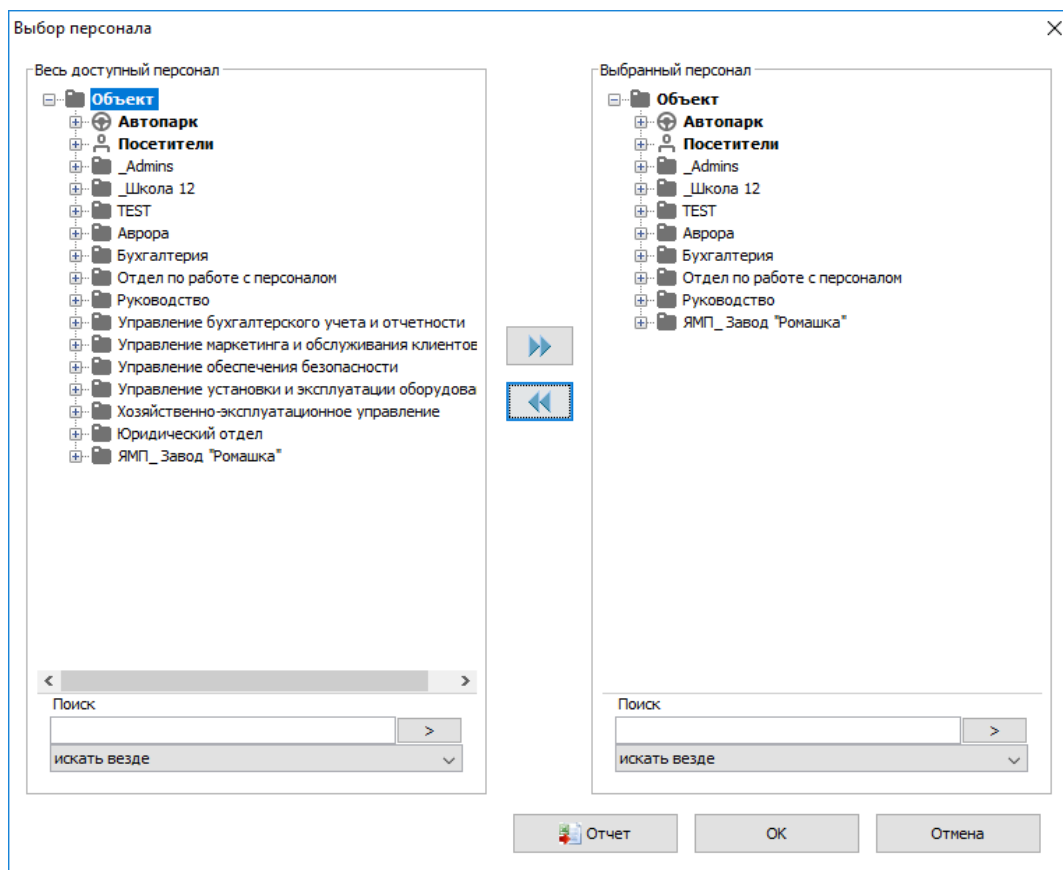 Выбор персонала
Весь доступный персонал
Объект
Автопарк
Посетители
_Admins
_Школа 12
TEST
Аврора
Бухгалтерия
Отдел по работе с персоналом
Руководство
Управление бухгалтерского учета и отчетности
Управление маркетинга и обслуживания клиентов
Управление обеспечения безопасности
Управление установки и эксплуатации оборудова
Хозяйственно-эксплуатационное управление
Юридический отдел
ЯМП_ Завод "Ромашка"
Поиск
>
искать везде
Выбранный персонал
Объект
Автопарк
Посетители
_Admins
_Школа 12
TEST
Аврора
Бухгалтерия
Отдел по работе с персоналом
Руководство
ЯМП_ Завод "Ромашка"
Поиск
>
искать везде
Отчет
OK
Отмена